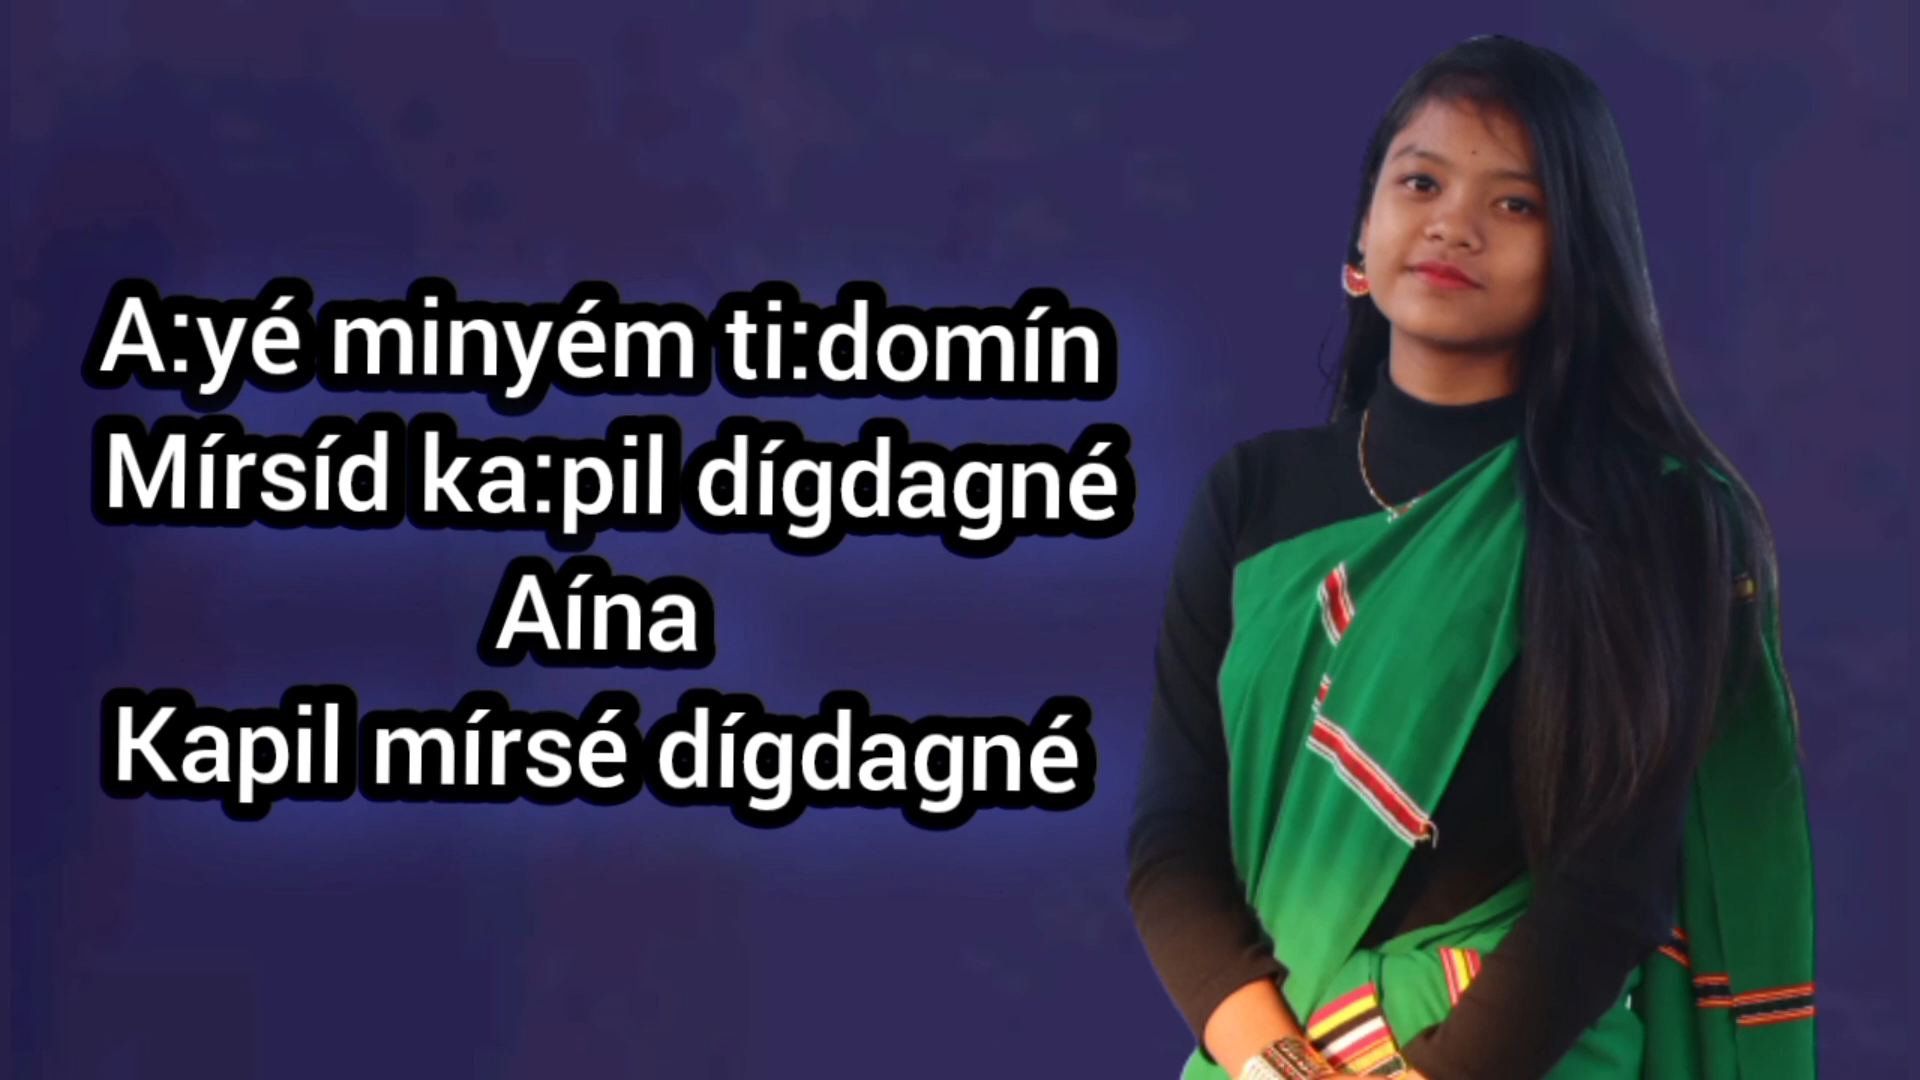 A:yé minyém ti:domín
Mírsíd ka:pil dígdagné
Aína
Kapil mírsé dígdagné